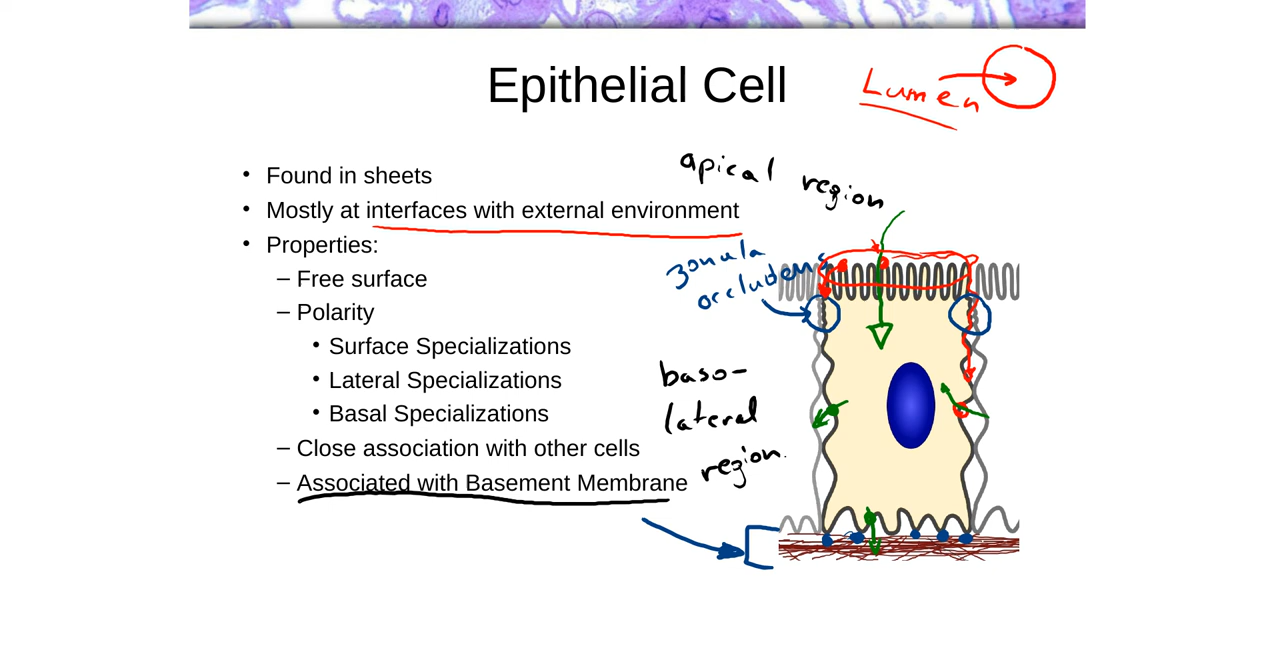 Epithelial Cell
Lumen
• Found in sheets
• Mostly at interfaces with external environment
• Properties:
– Free surface
– Polarity
• Surface Specializations
• Lateral Specializations
• Basal Specializations
– Close association with other cells
– Associated with Basement Membrane
apical region
zonula
occludens
baso-
lateral
region.